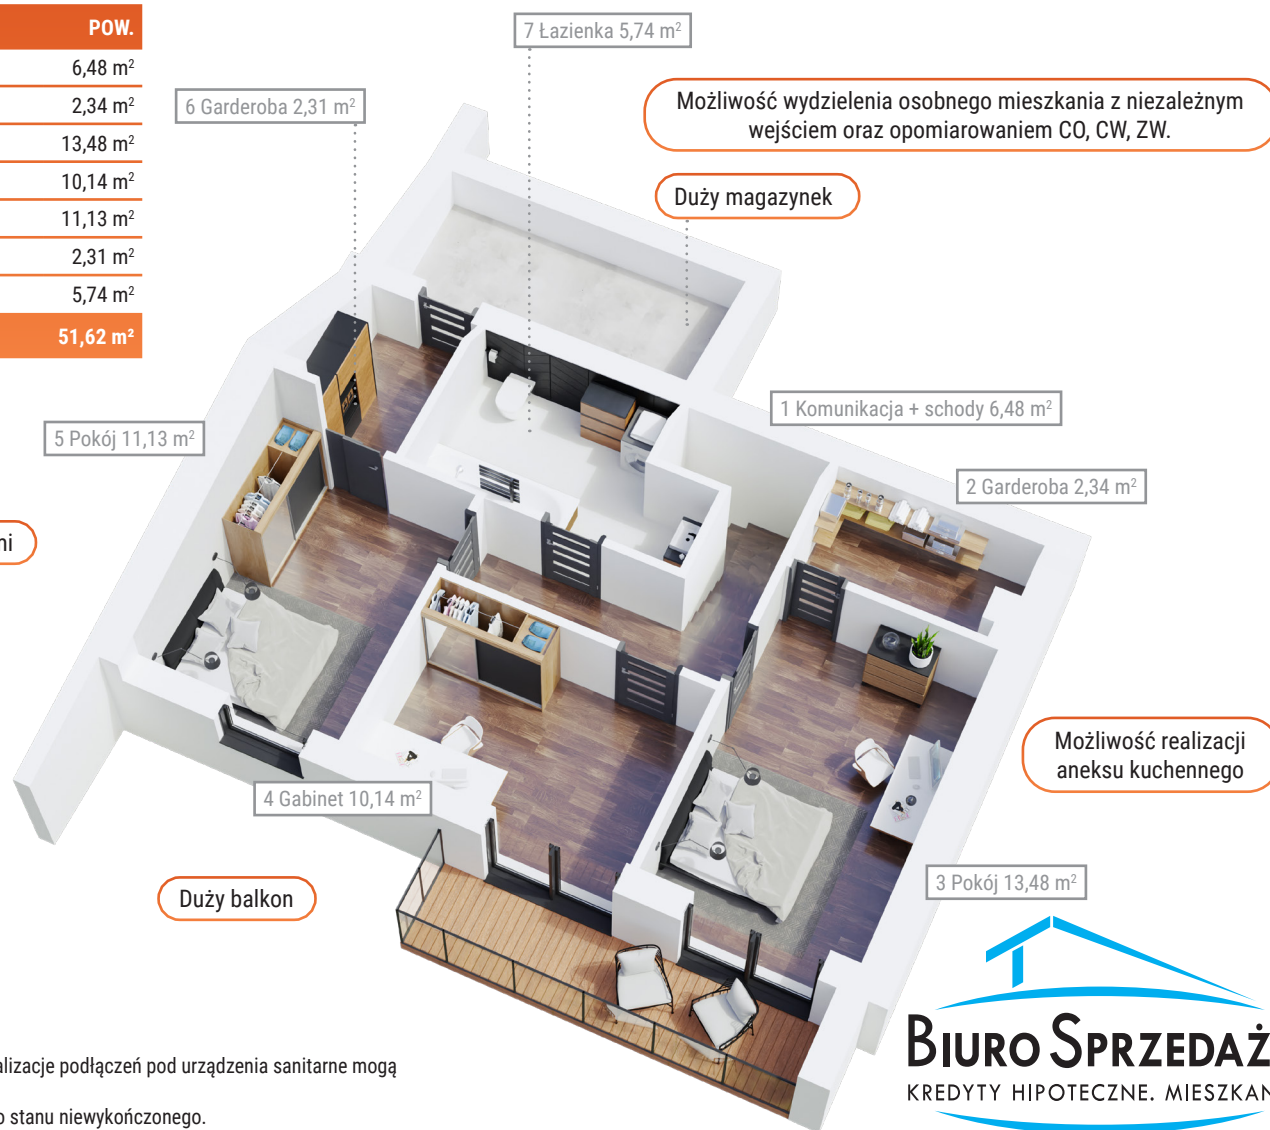 POW.
6,48 m²
2,34 m²
13,48 m²
10,14 m²
11,13 m²
2,31 m²
5,74 m²
51,62 m²
7 Łazienka 5,74 m²
6 Garderoba 2,31 m²
Możliwość wydzielenia osobnego mieszkania z niezależnym
wejściem oraz opomiarowaniem CO, CW, ZW.
Duży magazynek
1 Komunikacja + schody 6,48 m²
5 Pokój 11,13 m²
2 Garderoba 2,34 m²
ni
Możliwość realizacji
aneksu kuchennego
4 Gabinet 10,14 m²
3 Pokój 13,48 m²
Duży balkon
BIURO SPRZEDAŻ
KREDYTY HIPOTECZNE. MIESZKAN
alizacje podłączeń pod urządzenia sanitarne mogą
o stanu niewykończonego.